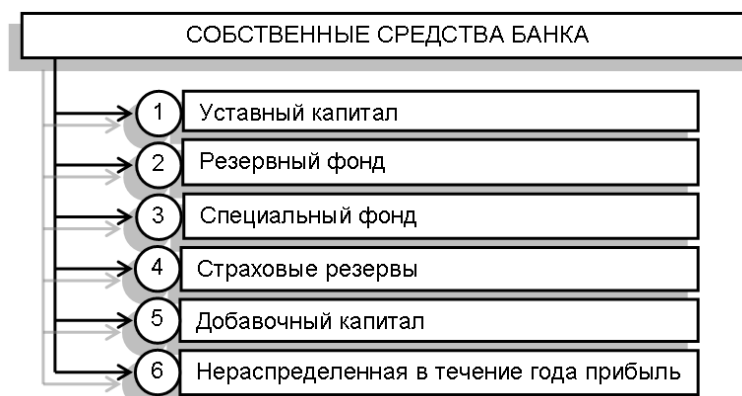 СОБСТВЕННЫЕ СРЕДСТВА БАНКА
1 Уставный капитал
2 Резервный фонд
3 Специальный фонд
4 Страховые резервы
5 Добавочный капитал
6 Нераспределенная в течение года прибыль